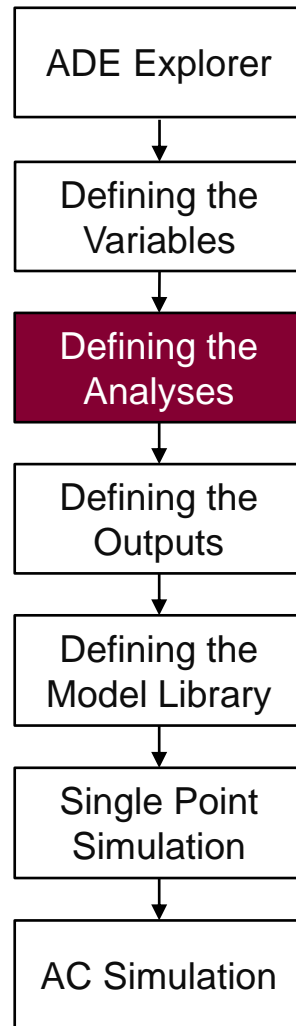 ADE Explorer
Defining the
Variables
Defining the
Analyses
Defining the
Outputs
Defining the
Model Library
Single Point
Simulation
AC Simulation